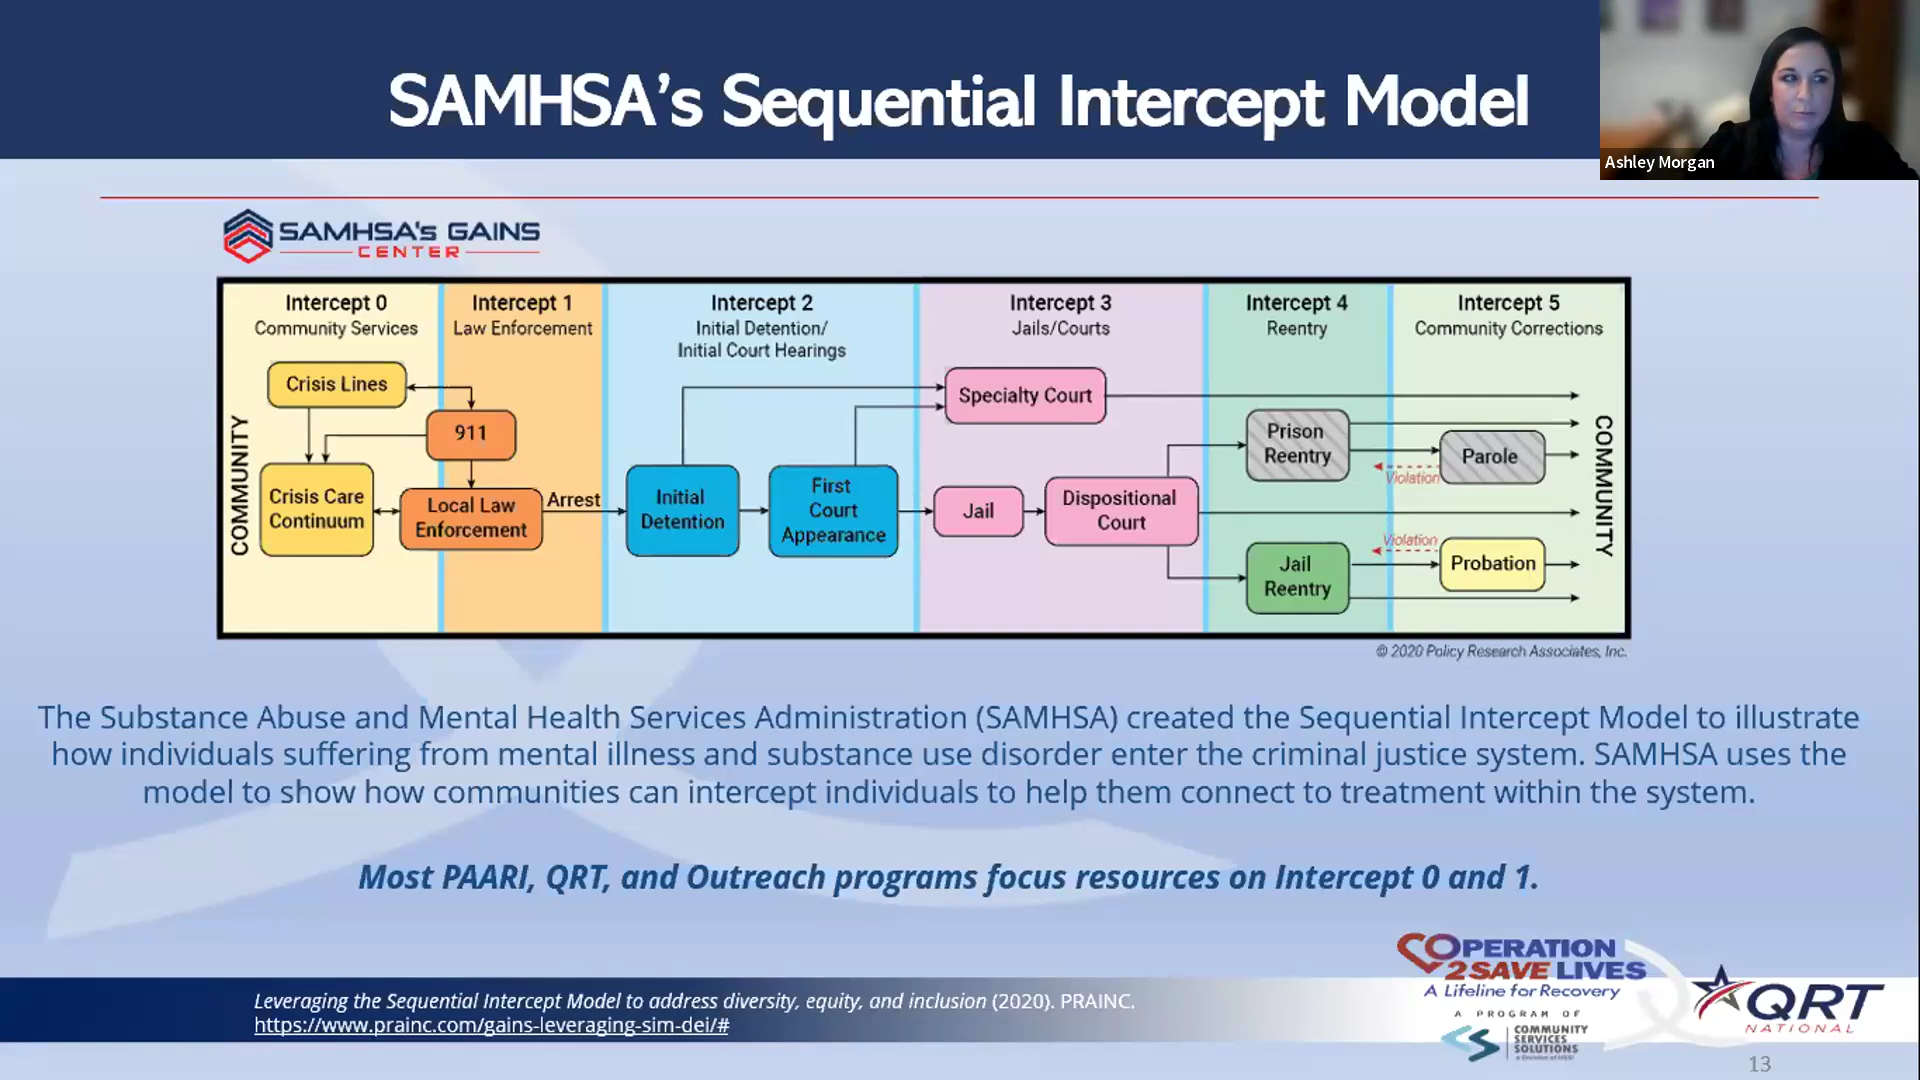 SAMHSA's Sequential Intercept Model
Ashley Morgan
SAMHSA's GAINS
CENTER
Intercept 0
Community Services
Intercept 1
Law Enforcement
Intercept 2
Initial Detention/
Initial Court Hearings
Intercept 3
Jails/Courts
Intercept 4
Reentry
Intercept 5
Community Corrections
COMMUNITY
Crisis Lines
911
Crisis Care
Continuum
Local Law
Enforcement
Arrest
Initial
Detention
First
Court
Appearance
Specialty Court
Jail
Dispositional
Court
Prison
Reentry
Parole
Violation
Violation
Jail
Reentry
Probation
COMMUNITY
© 2020 Policy Research Associates, Inc.
The Substance Abuse and Mental Health Services Administration (SAMHSA) created the Sequential Intercept Model to illustrate
how individuals suffering from mental illness and substance use disorder enter the criminal justice system. SAMHSA uses the
model to show how communities can intercept individuals to help them connect to treatment within the system.
Most PAARI, QRT, and Outreach programs focus resources on Intercept 0 and 1.
Leveraging the Sequential Intercept Model to address diversity, equity, and inclusion (2020). PRAINC.
https://www.prainc.com/gains-leveraging-sim-dei/#
OPERATION
2SAVE LIVES
A Lifeline for Recovery
A PROGRAM OF
COMMUNITY
SERVICES
SOLUTIONS
QRT
NATIONAL
13